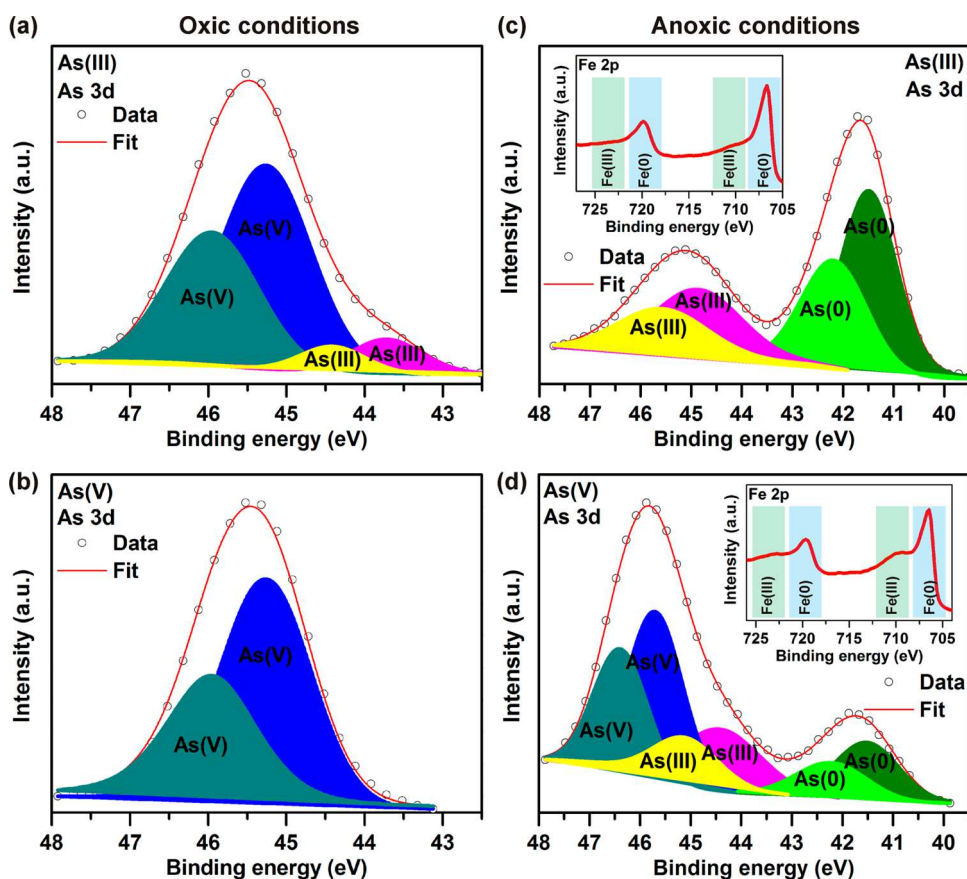 Oxic conditions
Anoxic conditions
(a)
As(III)
As 3d
Data
Fit
As(V)
As(V)
As(III)
As(III)
Intensity (a.u.)
48 47 46 45 44 43
Binding energy (eV)
(c)
As(III)
As 3d
Fe 2p
Intensity (a.u.)
Fe(III)
Fe(0)
Fe(III)
Fe(0)
725 720 715 710 705
Binding energy (eV)
Data
Fit
As(III)
As(III)
As(0)
As(0)
Intensity (a.u.)
48 47 46 45 44 43 42 41 40
Binding energy (eV)
(b)
As(V)
As 3d
Data
Fit
As(V)
As(V)
Intensity (a.u.)
48 47 46 45 44 43
Binding energy (eV)
(d)
As(V)
As 3d
Fe 2p
Intensity (a.u.)
Fe(III)
Fe(0)
Fe(III)
Fe(0)
725 720 715 710 705
Binding energy (eV)
Data
Fit
As(V)
As(V)
As(III)
As(III)
As(0)
As(0)
Intensity (a.u.)
48 47 46 45 44 43 42 41 40
Binding energy (eV)